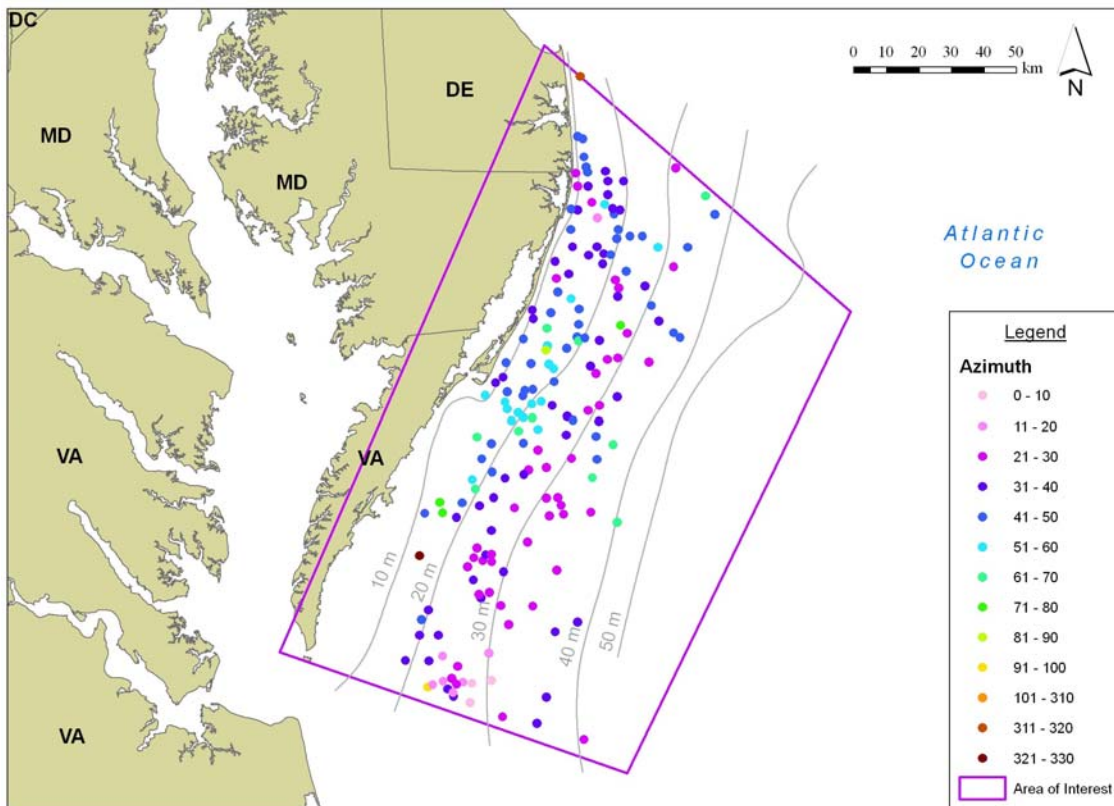 DC
MD
DE
MD
VA
VA
VA
0 10 20 30 40 50
km
N
Atlantic
Ocean
10 m
20 m
30 m
40 m
50 m
Legend
Azimuth
0 - 10
11 - 20
21 - 30
31 - 40
41 - 50
51 - 60
61 - 70
71 - 80
81 - 90
91 - 100
101 - 310
311 - 320
321 - 330
Area of Interest